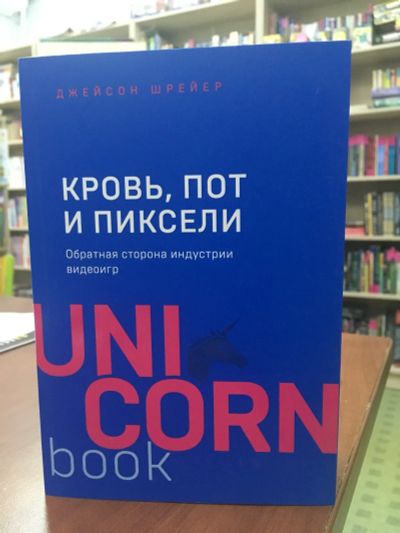 ДЖЕЙСОН ШРЕЙЕР
КРОВЬ, ПОТ
И ПИКСЕЛИ
Обратная сторона индустрии
видеоигр
UNI
CORN
book